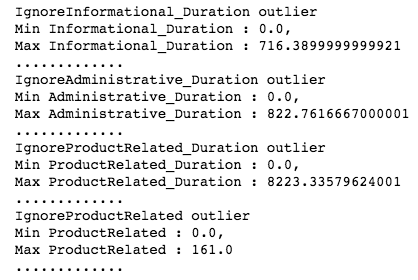 IgnoreInformational_Duration outlier
Min Informational_Duration : 0.0,
Max Informational_Duration : 716.3899999999921
.............
IgnoreAdministrative_Duration outlier
Min Administrative_Duration : 0.0,
Max Administrative_Duration : 822.7616667000001
.............
IgnoreProductRelated_Duration outlier
Min ProductRelated_Duration : 0.0,
Max ProductRelated_Duration : 8223.33579624001
.............
IgnoreProductRelated outlier
Min ProductRelated : 0.0,
Max ProductRelated : 161.0
.............